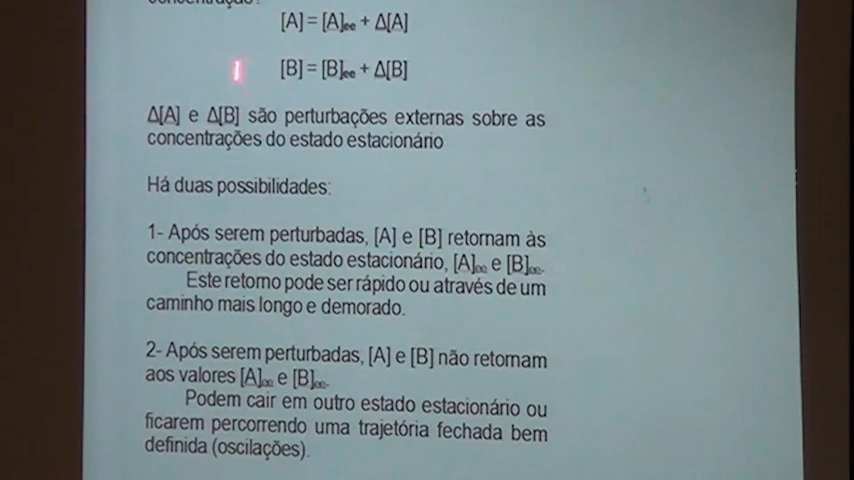 concentração:
[A] = [A]ee + Δ[A]
[B] = [B]ee + Δ[B]
Δ[A] e Δ[B] são perturbações externas sobre as
concentrações do estado estacionário
Há duas possibilidades:
1- Após serem perturbadas, [A] e [B] retornam às
concentrações do estado estacionário, [A]ee e [B]ee.
Este retorno pode ser rápido ou através de um
caminho mais longo e demorado.
2- Após serem perturbadas, [A] e [B] não retornam
aos valores [A]ee e [B]ee.
Podem cair em outro estado estacionário ou
ficarem percorrendo uma trajetória fechada bem
definida (oscilações).